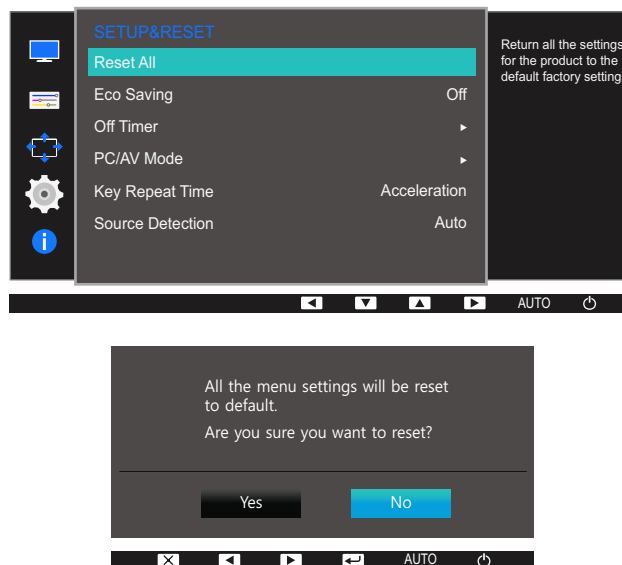 SETUP&RESET
Reset All
Eco Saving Off
Off Timer
PC/AV Mode
Key Repeat Time Acceleration
Source Detection Auto
Return all the settings
for the product to the
default factory setting
i
AUTO
All the menu settings will be reset
to default.
Are you sure you want to reset?
Yes No
AUTO